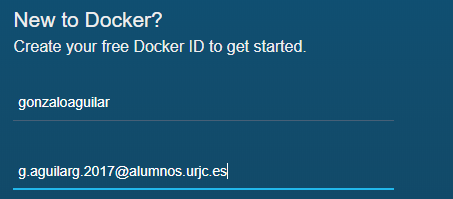 New to Docker?
Create your free Docker ID to get started.
gonzaloaguilar
g.aguilarg.2017@alumnos.urjc.es